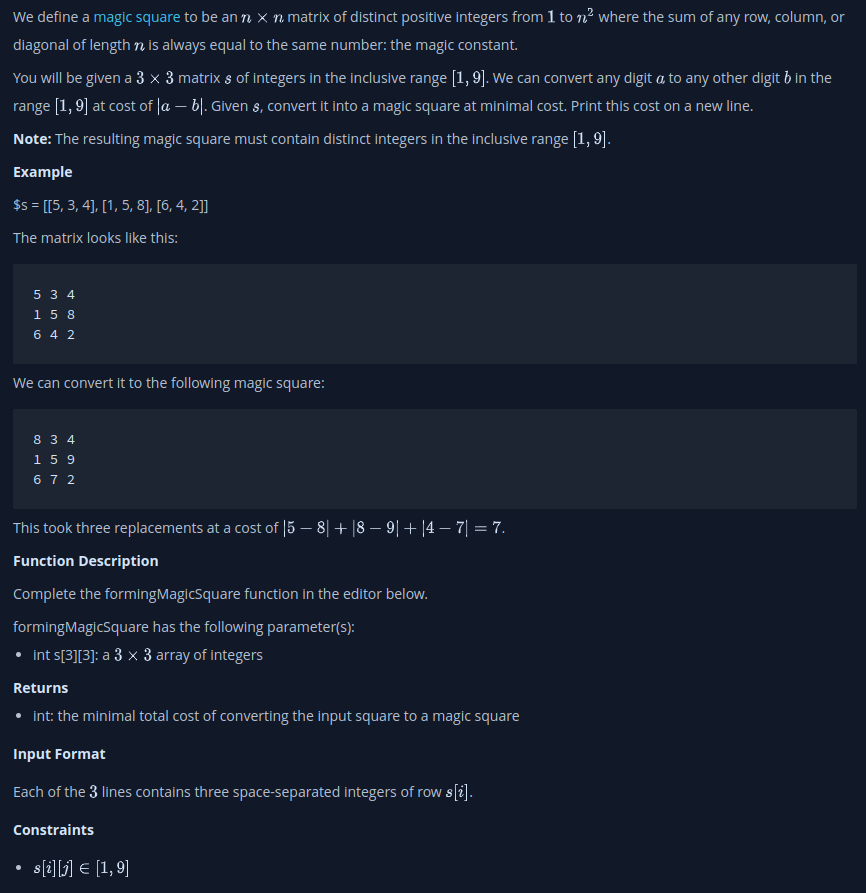 We define a magic square to be an n × n matrix of distinct positive integers from 1 to n² where the sum of any row, column, or
diagonal of length n is always equal to the same number: the magic constant.
You will be given a 3 × 3 matrix s of integers in the inclusive range [1, 9]. We can convert any digit a to any other digit b in the
range [1, 9] at cost of |a − b|. Given s, convert it into a magic square at minimal cost. Print this cost on a new line.
Note: The resulting magic square must contain distinct integers in the inclusive range [1, 9].
Example
$s = [[5, 3, 4], [1, 5, 8], [6, 4, 2]]
The matrix looks like this:
5 3 4
1 5 8
6 4 2
We can convert it to the following magic square:
8 3 4
1 5 9
6 7 2
This took three replacements at a cost of |5 − 8| + |8 − 9| + |4 − 7| = 7.
Function Description
Complete the formingMagicSquare function in the editor below.
formingMagicSquare has the following parameter(s):
• int s[3][3]: a 3 × 3 array of integers
Returns
• int: the minimal total cost of converting the input square to a magic square
Input Format
Each of the 3 lines contains three space-separated integers of row s[i].
Constraints
• s[i][j] ∈ [1, 9]